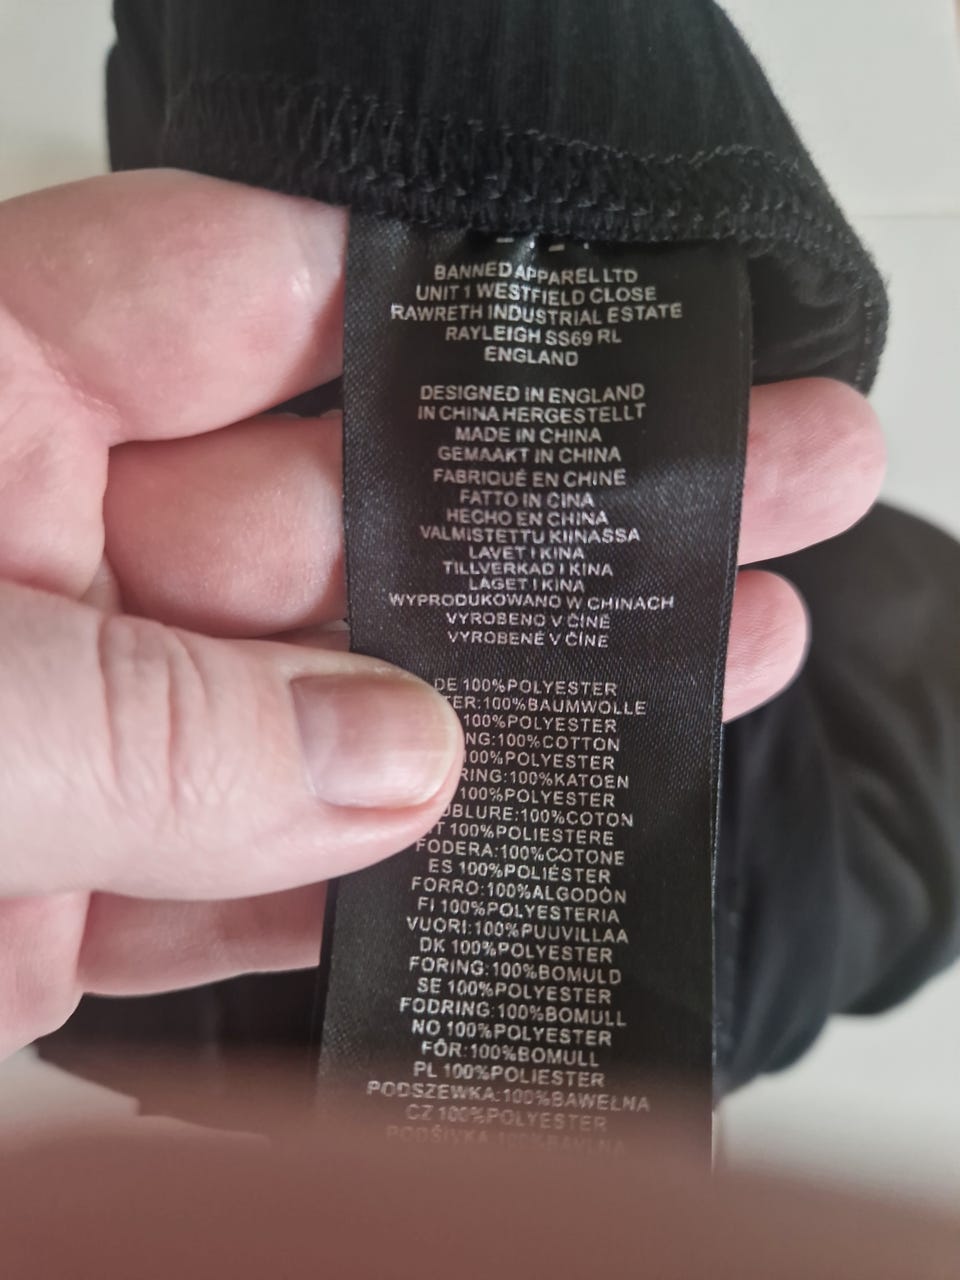 BANNED APPAREL LTD
UNIT 1 WESTFIELD CLOSE
RAWRETH INDUSTRIAL ESTATE
RAYLEIGH SS69 RL
ENGLAND
DESIGNED IN ENGLAND
IN CHINA HERGESTELLT
MADE IN CHINA
GEMAAKT IN CHINA
FABRIQUÉ EN CHINE
FATTO IN CINA
HECHO EN CHINA
VALMISTETTU KIINASSA
LAVET I KINA
TILLVERKAD I KINA
LAGET I KINA
WYPRODUKOWANO W CHINACH
VYROBENO V ČÍNĚ
VYROBENÉ V ČÍNE
DE 100%POLYESTER
100%BAUMWOLLE
100%POLYESTER
100%COTTON
100%POLYESTER
100%KATOEN
100%POLYESTER
100%COTON
100%POLIESTERE
FODERA:100%COTONE
ES 100%POLIÉSTER
FORRO:100%ALGODÓN
FI 100%POLYESTERIA
VUORI:100%PUUVILLAA
DK 100%POLYESTER
FORING:100%BOMULD
SE 100%POLYESTER
FODRING:100%BOMULL
NO 100%POLYESTER
FÔR:100%BOMULL
PL 100%POLIESTER
PODSZEWKA:100%BAWEŁNA
CZ 100%POLYESTER
PODŠÍVKA 100%BAVLNA